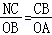 NC/OB = CB/OA